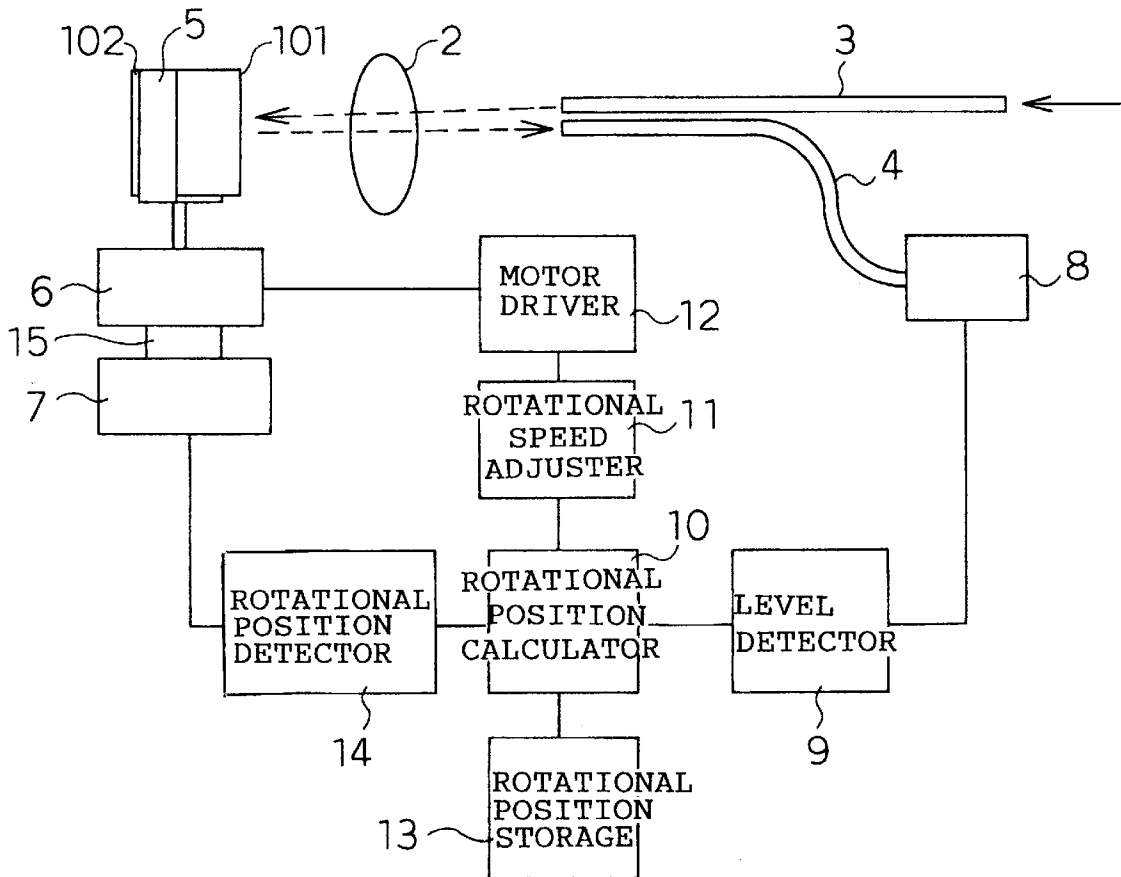 102
5
101
2
3
4
8
6
MOTOR
DRIVER
12
15
7
ROTATIONAL
SPEED
ADJUSTER
11
10
ROTATIONAL
POSITION
DETECTOR
14
ROTATIONAL
POSITION
CALCULATOR
LEVEL
DETECTOR
9
ROTATIONAL
POSITION
STORAGE
13